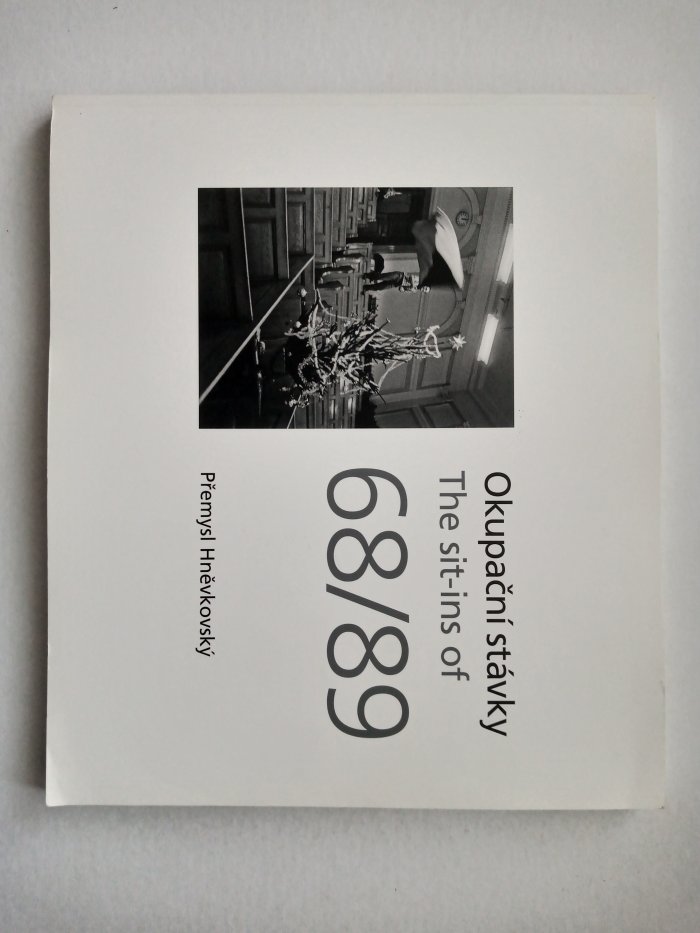 Okupační stávky
The sit-ins of
68/89
Přemysl Hněvkovský